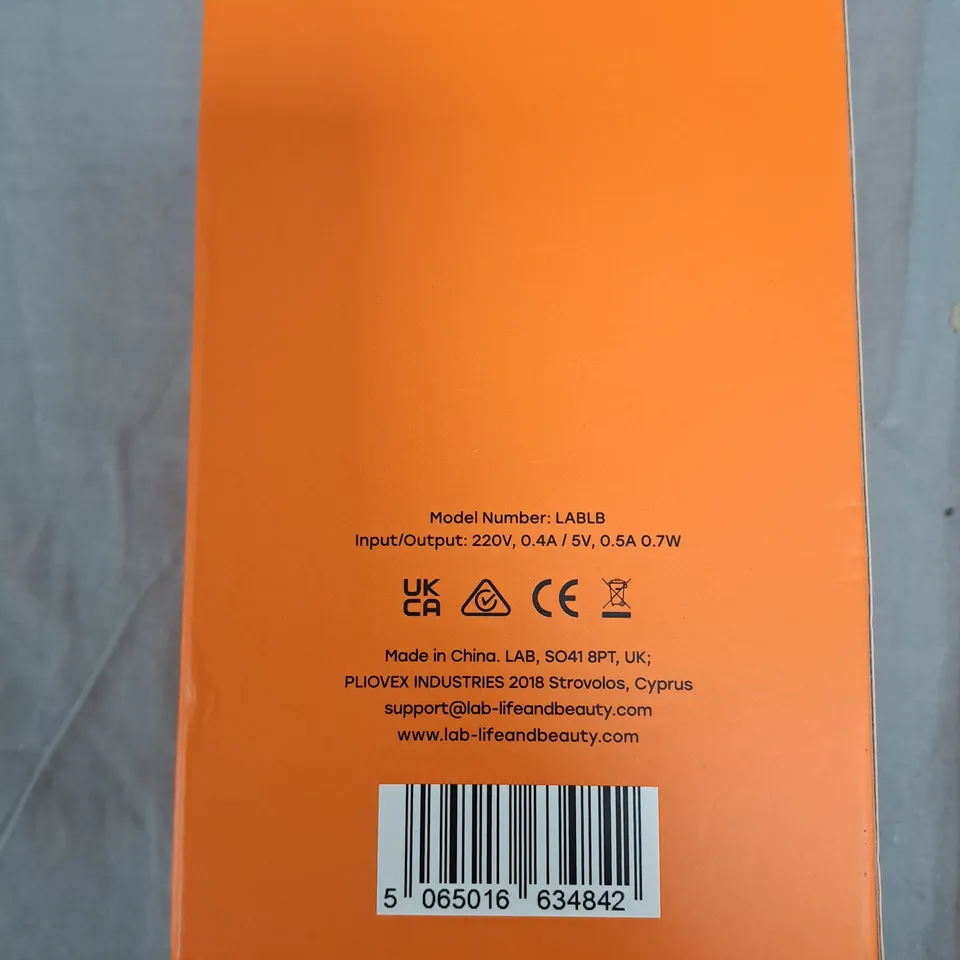 Model Number: LABLB
Input/Output: 220V, 0.4A / 5V, 0.5A 0.7W
UK
CA
CE
Made in China. LAB, SO41 8PT, UK;
PLIOVEX INDUSTRIES 2018 Strovolos, Cyprus
support@lab-lifeandbeauty.com
www.lab-lifeandbeauty.com
5 065016 634842